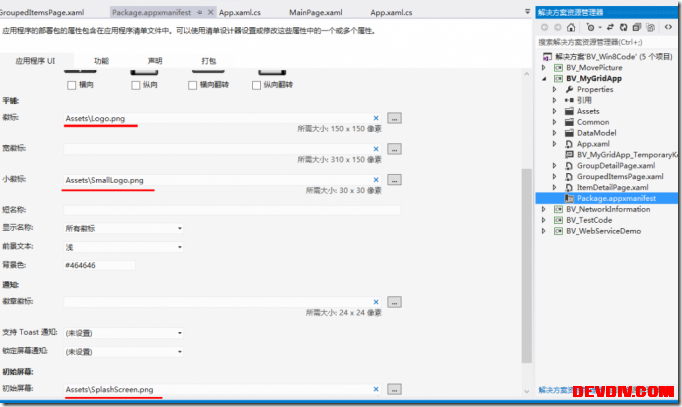 GroupedItemsPage.xaml Package.appxmanifest App.xaml.cs MainPage.xaml App.xaml.cs
应用程序的部署包的属性包含在应用程序清单文件中。可以使用清单设计器设置或修改这些属性中的一个或多个属性。
应用程序 UI 功能 声明 打包
横向 纵向 横向翻转 纵向翻转
平铺:
徽标: Assets\Logo.png
所需大小: 150 x 150 像素
宽徽标:
所需大小: 310 x 150 像素
小徽标: Assets\SmallLogo.png
所需大小: 30 x 30 像素
短名称:
显示名称: 所有徽标
前景文本: 浅
背景色: #464646
通知:
徽章徽标:
所需大小: 24 x 24 像素
支持 Toast 通知: (未设置)
锁定屏幕通知: (未设置)
初始屏幕:
初始屏幕: Assets\SplashScreen.png
解决方案资源管理器
搜索解决方案资源管理器(Ctrl+;)
解决方案'BV_Win8Code' (5 个项目)
BV_MovePicture
BV_MyGridApp
Properties
引用
Assets
Common
DataModel
App.xaml
BV_MyGridApp_TemporaryK
GroupDetailPage.xaml
GroupedItemsPage.xaml
ItemDetailPage.xaml
Package.appxmanifest
BV_NetworkInformation
BV_TestCode
BV_WebServiceDemo
解决方案资源
DEVDN.COM